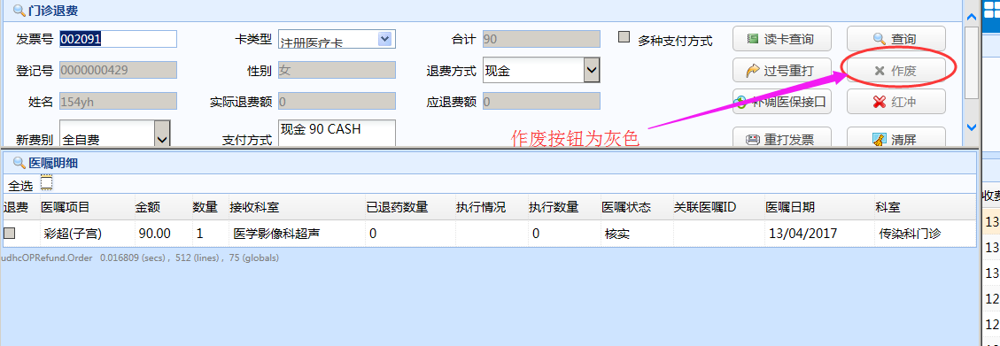 门诊退费
发票号 002091 卡类型 注册医疗卡 合计 90 多种支付方式 读卡查询 查询
登记号 0000000429 性别 女 退费方式 现金 过号重打 作废
姓名 154yh 实际退费额 0 应退费额 0 补调医保接口 红冲
新费别 全自费 支付方式 现金 90 CASH 重打发票 清屏
作废按钮为灰色
医嘱明细
全选
退费 医嘱项目 金额 数量 接收科室 已退药数量 执行情况 执行数量 医嘱状态 关联医嘱ID 医嘱日期 科室
彩超(子宫) 90.00 1 医学影像科超声 0 0 核实 13/04/2017 传染科门诊
udhcOPRefund.Order 0.016809 (secs) , 512 (lines) , 75 (globals)
收费
13
13
13
12
12